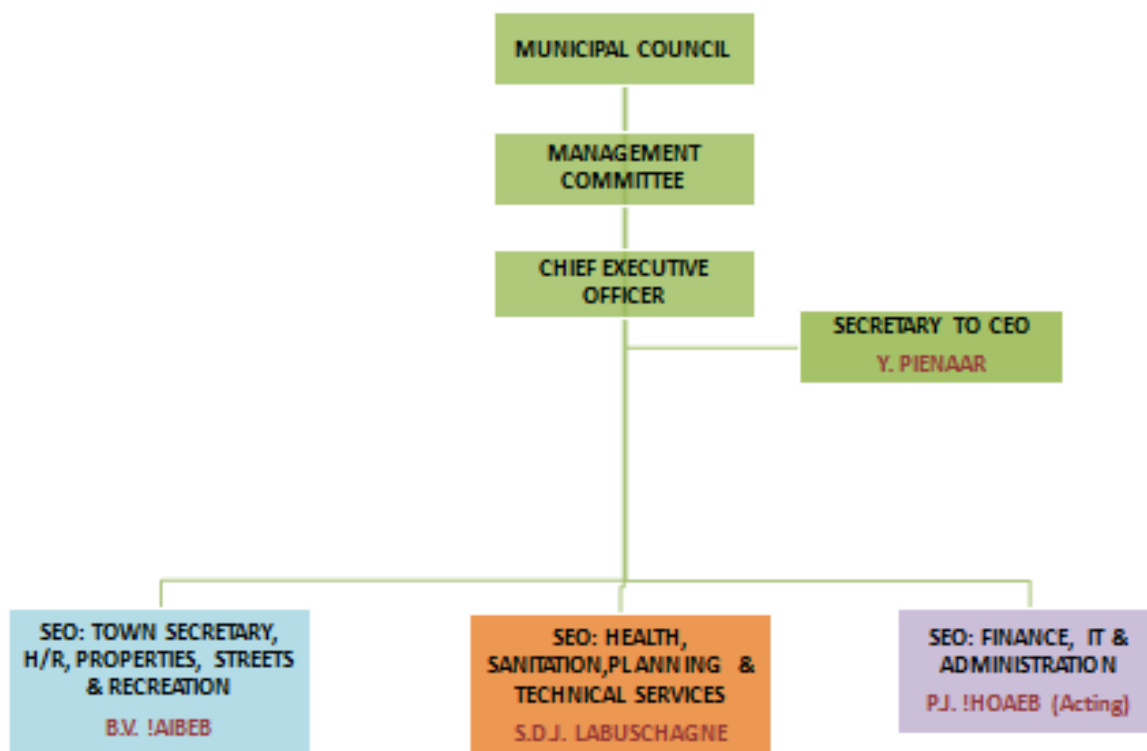 MUNICIPAL COUNCIL
MANAGEMENT
COMMITTEE
CHIEF EXECUTIVE
OFFICER
SECRETARY TO CEO
Y. PIENAAR
SEO: TOWN SECRETARY,
H/R, PROPERTIES, STREETS
& RECREATION
B.V. !AIBEB
SEO: HEALTH,
SANITATION,PLANNING &
TECHNICAL SERVICES
S.D.J. LABUSCHAGNE
SEO: FINANCE, IT &
ADMINISTRATION
P.J. !HOAEB (Acting)